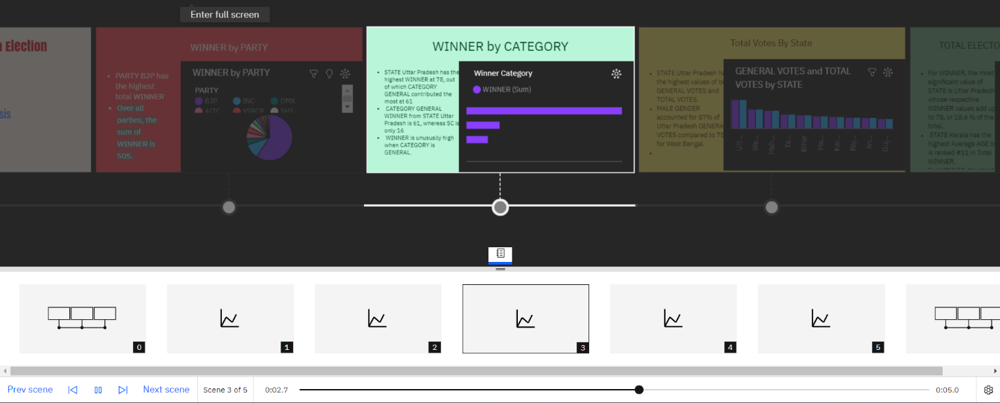 Enter full screen
Election
sis
WINNER by PARTY
PARTY BJP has
the highest
total WINNER
Over all
parties, the
sum of
WINNER is
505.
WINNER by PARTY
PARTY
BJP
INC
DMK
AITC
YSRCP
SHS
WINNER by CATEGORY
STATE Uttar Pradesh has the
highest WINNER at 78, out
of which CATEGORY
GENERAL contributed the
most at 61
CATEGORY GENERAL
WINNER from STATE Uttar
Pradesh is 61, whereas SC is
only 16
WINNER is unusually high
when CATEGORY is
GENERAL.
Winner Category
WINNER (Sum)
Total Votes By State
STATE Uttar Pradesh ha
the highest values of b
GENERAL VOTES and
TOTAL VOTES.
MALE GENDER
accounted for 87% of
Uttar Pradesh GENERA
VOTES compared to 75
for West Bengal.
GENERAL VOTES and TOTAL
VOTES by STATE
Utt...
We...
Mah...
Ta...
Bihar
Ma...
Kar...
Raj...
An...
Guj...
TOTAL ELECTO
For WINNER, the most
significant value of
STATE is Uttar Pradesh
whose respective
WINNER values add up
to 78, or 18.6 % of the
total.
STATE Kerala has the
highest Average AGE b
is ranked #11 in Total
WINNER.
0
1
2
3
4
5
Prev scene
Next scene
Scene 3 of 5
0:02.7
0:05.0